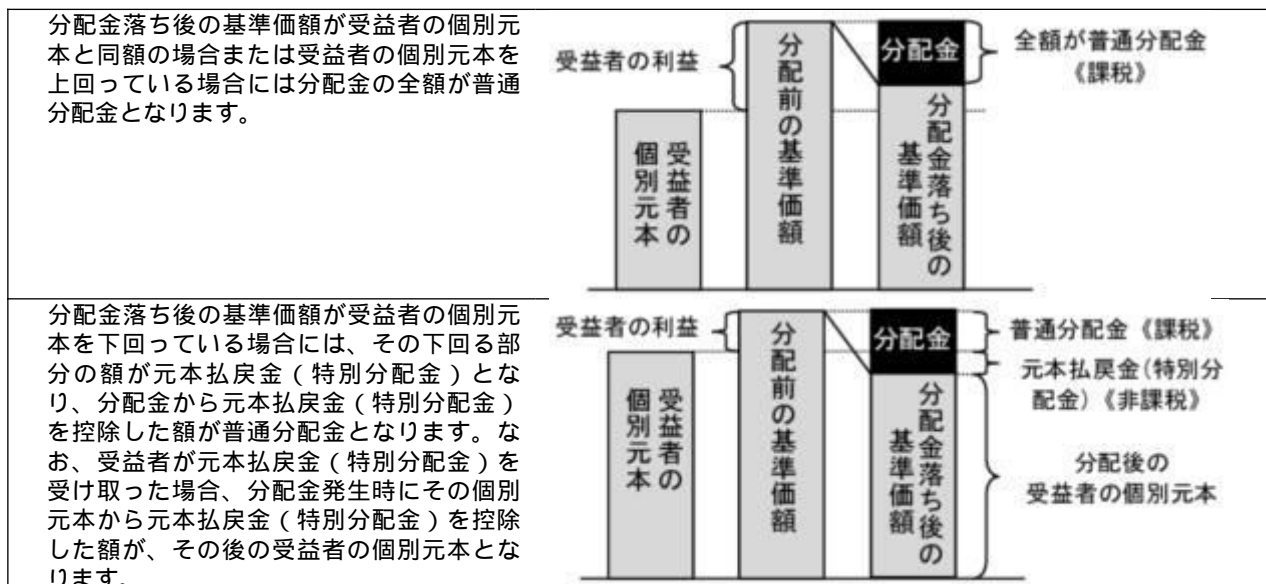 分配金落ち後の基準価額が受益者の個別元
本と同額の場合または受益者の個別元本を
上回っている場合には分配金の全額が普通
分配金となります。
受益者の利益
受益者の
個別元本
分配前の基準価額
分配金
分配金落ち後の
基準価額
全額が普通分配金
《課税》
分配金落ち後の基準価額が受益者の個別元
本を下回っている場合には、その下回る部
分の額が元本払戻金（特別分配金）とな
り、分配金から元本払戻金（特別分配金）
を控除した額が普通分配金となります。な
お、受益者が元本払戻金（特別分配金）を
受け取った場合、分配金発生時にその個別
元本から元本払戻金（特別分配金）を控除
した額が、その後の受益者の個別元本とな
ります。
受益者の利益
受益者の
個別元本
分配前の基準価額
分配金
分配金落ち後の
基準価額
普通分配金《課税》
元本払戻金(特別分
配金)《非課税》
分配後の
受益者の個別元本